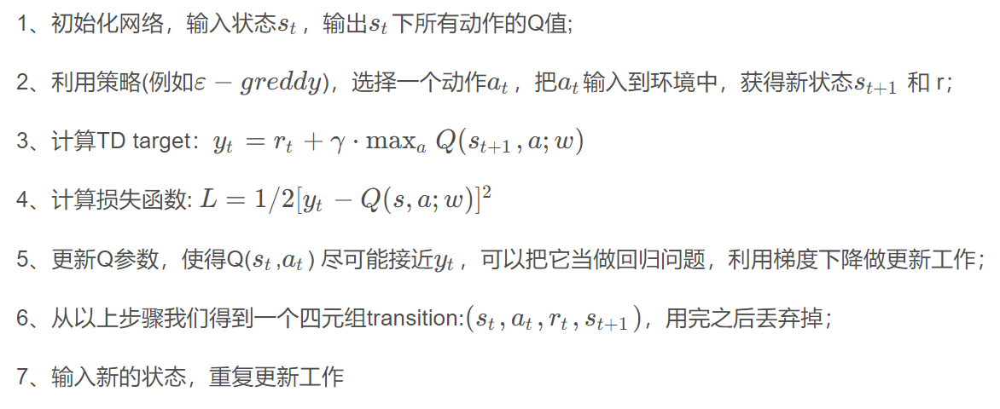 1、初始化网络，输入状态$s_t$，输出$s_t$下所有动作的Q值;
2、利用策略(例如$\varepsilon-greddy$)，选择一个动作$a_t$，把$a_t$输入到环境中，获得新状态$s_{t+1}$ 和 r；
3、计算TD target：$y_t = r_t + \gamma \cdot \max_a Q(s_{t+1}, a; w)$
4、计算损失函数: $L = 1/2[y_t - Q(s, a; w)]^2$
5、更新Q参数，使得Q($s_t$,$a_t$) 尽可能接近$y_t$，可以把它当做回归问题，利用梯度下降做更新工作；
6、从以上步骤我们得到一个四元组transition:$(s_t, a_t, r_t, s_{t+1})$，用完之后丢弃掉；
7、输入新的状态，重复更新工作